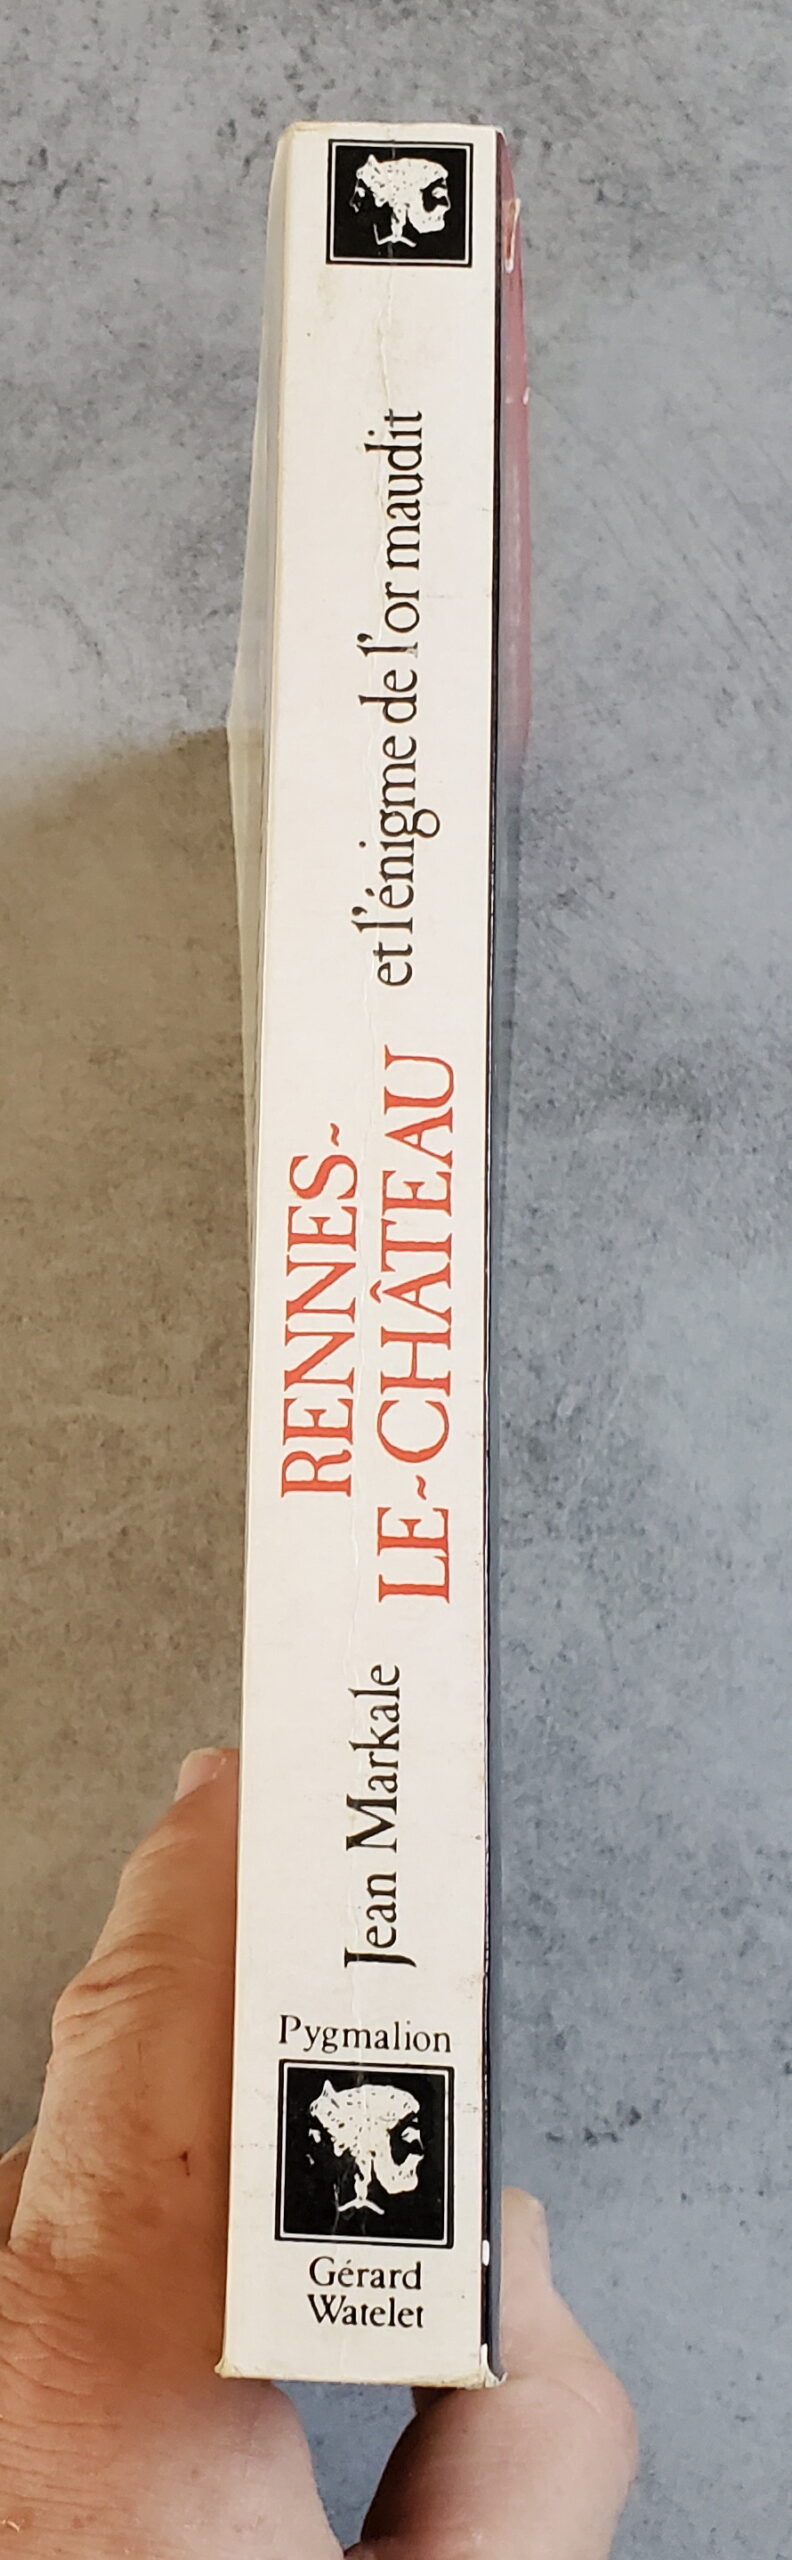 Jean Markale
RENNES-
LE-CHÂTEAU
et l'énigme de l'or maudit
Pygmalion
Gérard
Watelet